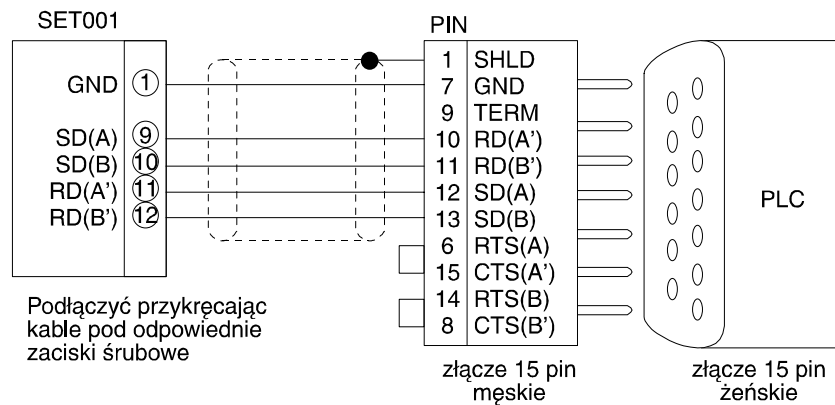 SET001
PIN
GND 1
SD(A) 9
SD(B) 10
RD(A') 11
RD(B') 12
1 SHLD
7 GND
9 TERM
10 RD(A')
11 RD(B')
12 SD(A)
13 SD(B)
6 RTS(A)
15 CTS(A')
14 RTS(B)
8 CTS(B')
PLC
Podłączyć przykręcając
kable pod odpowiednie
zaciski śrubowe
złącze 15 pin
męskie
złącze 15 pin
żeńskie